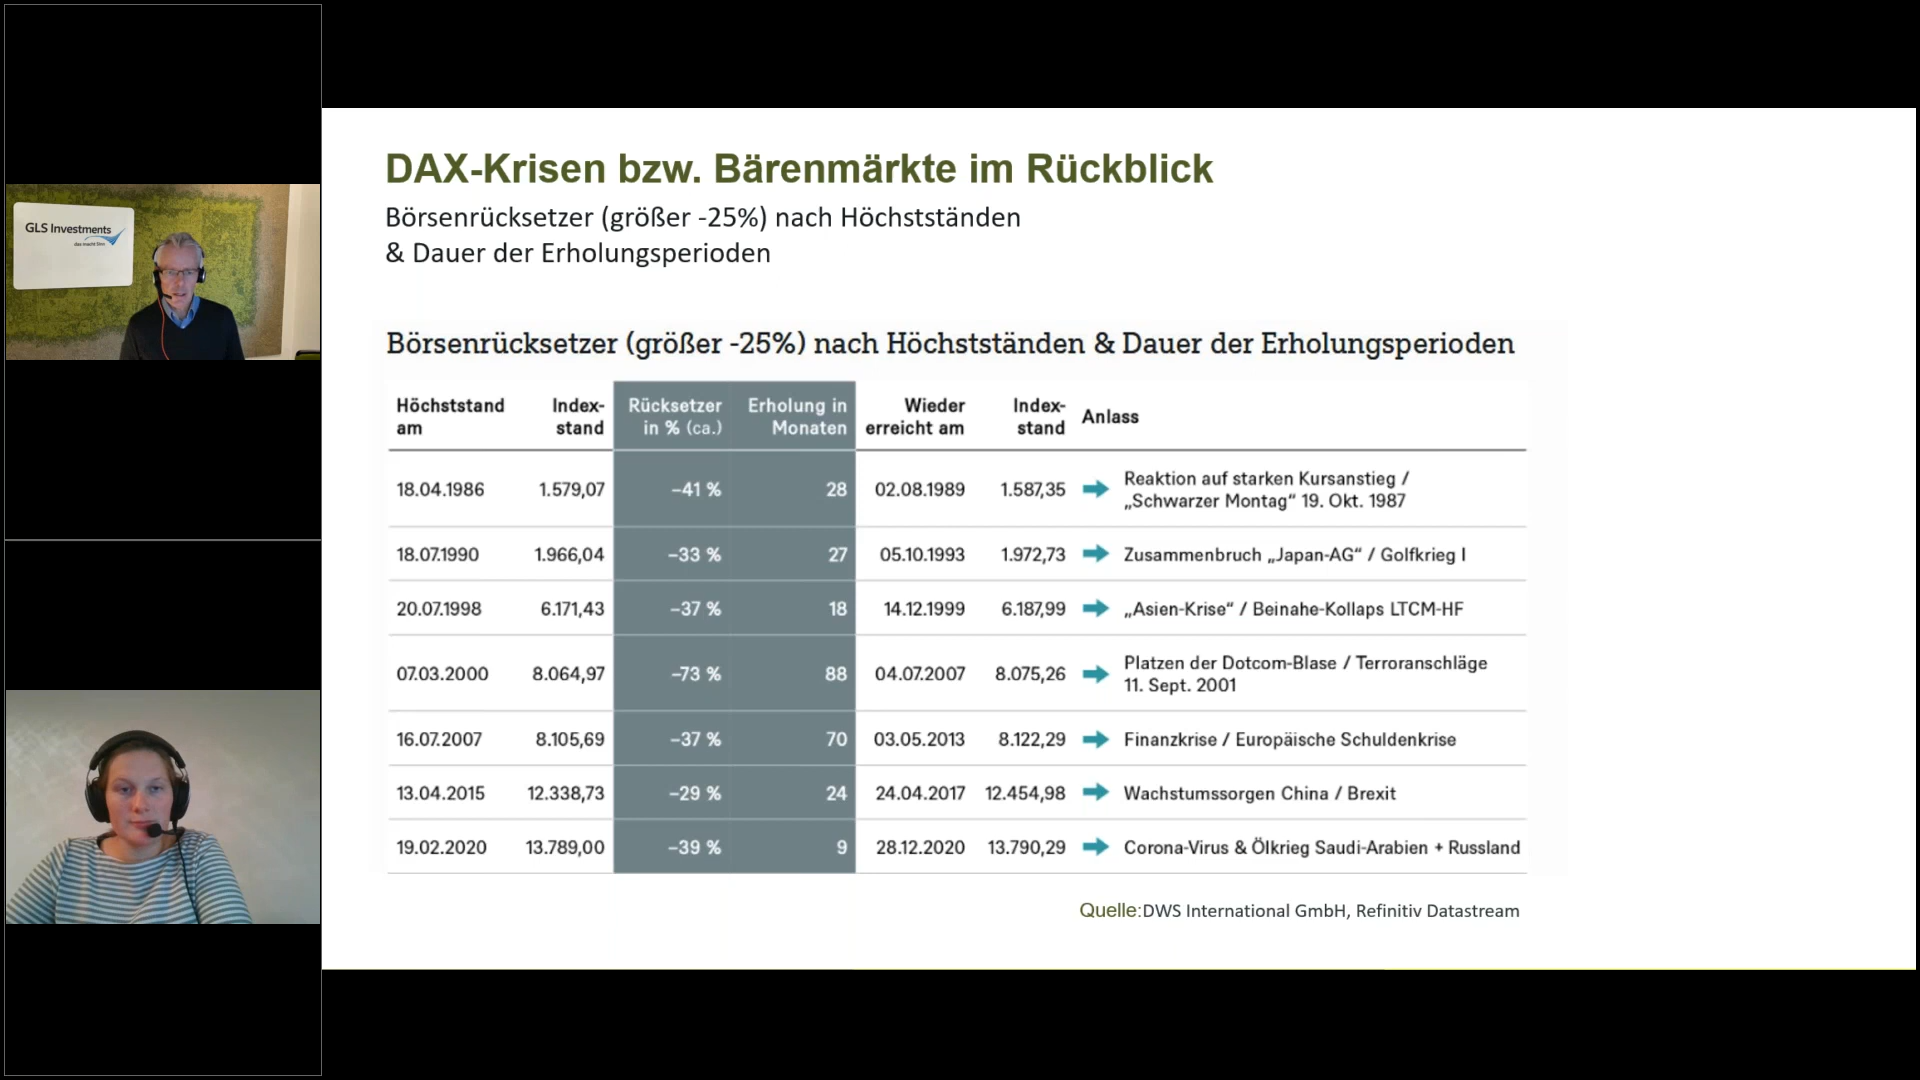 GLS Investments
das macht Sinn
DAX-Krisen bzw. Bärenmärkte im Rückblick
Börsenrücksetzer (größer -25%) nach Höchstständen
& Dauer der Erholungsperioden
Börsenrücksetzer (größer -25%) nach Höchstständen & Dauer der Erholungsperioden
Höchststand am Index-stand Rücksetzer in % (ca.) Erholung in Monaten Wieder erreicht am Index-stand Anlass
18.04.1986 1.579,07 –41 % 28 02.08.1989 1.587,35 Reaktion auf starken Kursanstieg /
„Schwarzer Montag“ 19. Okt. 1987
18.07.1990 1.966,04 –33 % 27 05.10.1993 1.972,73 Zusammenbruch „Japan-AG“ / Golfkrieg I
20.07.1998 6.171,43 –37 % 18 14.12.1999 6.187,99 „Asien-Krise“ / Beinahe-Kollaps LTCM-HF
07.03.2000 8.064,97 –73 % 88 04.07.2007 8.075,26 Platzen der Dotcom-Blase / Terroranschläge
11. Sept. 2001
16.07.2007 8.105,69 –37 % 70 03.05.2013 8.122,29 Finanzkrise / Europäische Schuldenkrise
13.04.2015 12.338,73 –29 % 24 24.04.2017 12.454,98 Wachstumssorgen China / Brexit
19.02.2020 13.789,00 –39 % 9 28.12.2020 13.790,29 Corona-Virus & Ölkrieg Saudi-Arabien + Russland
Quelle:DWS International GmbH, Refinitiv Datastream